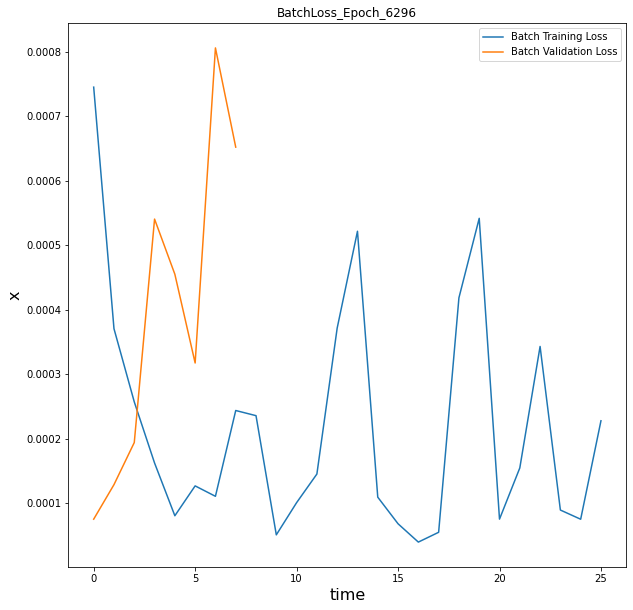 BatchLoss_Epoch_6296
Batch Training Loss
Batch Validation Loss
0.0008
0.0007
0.0006
0.0005
0.0004
0.0003
0.0002
0.0001
x
0 5 10 15 20 25
time